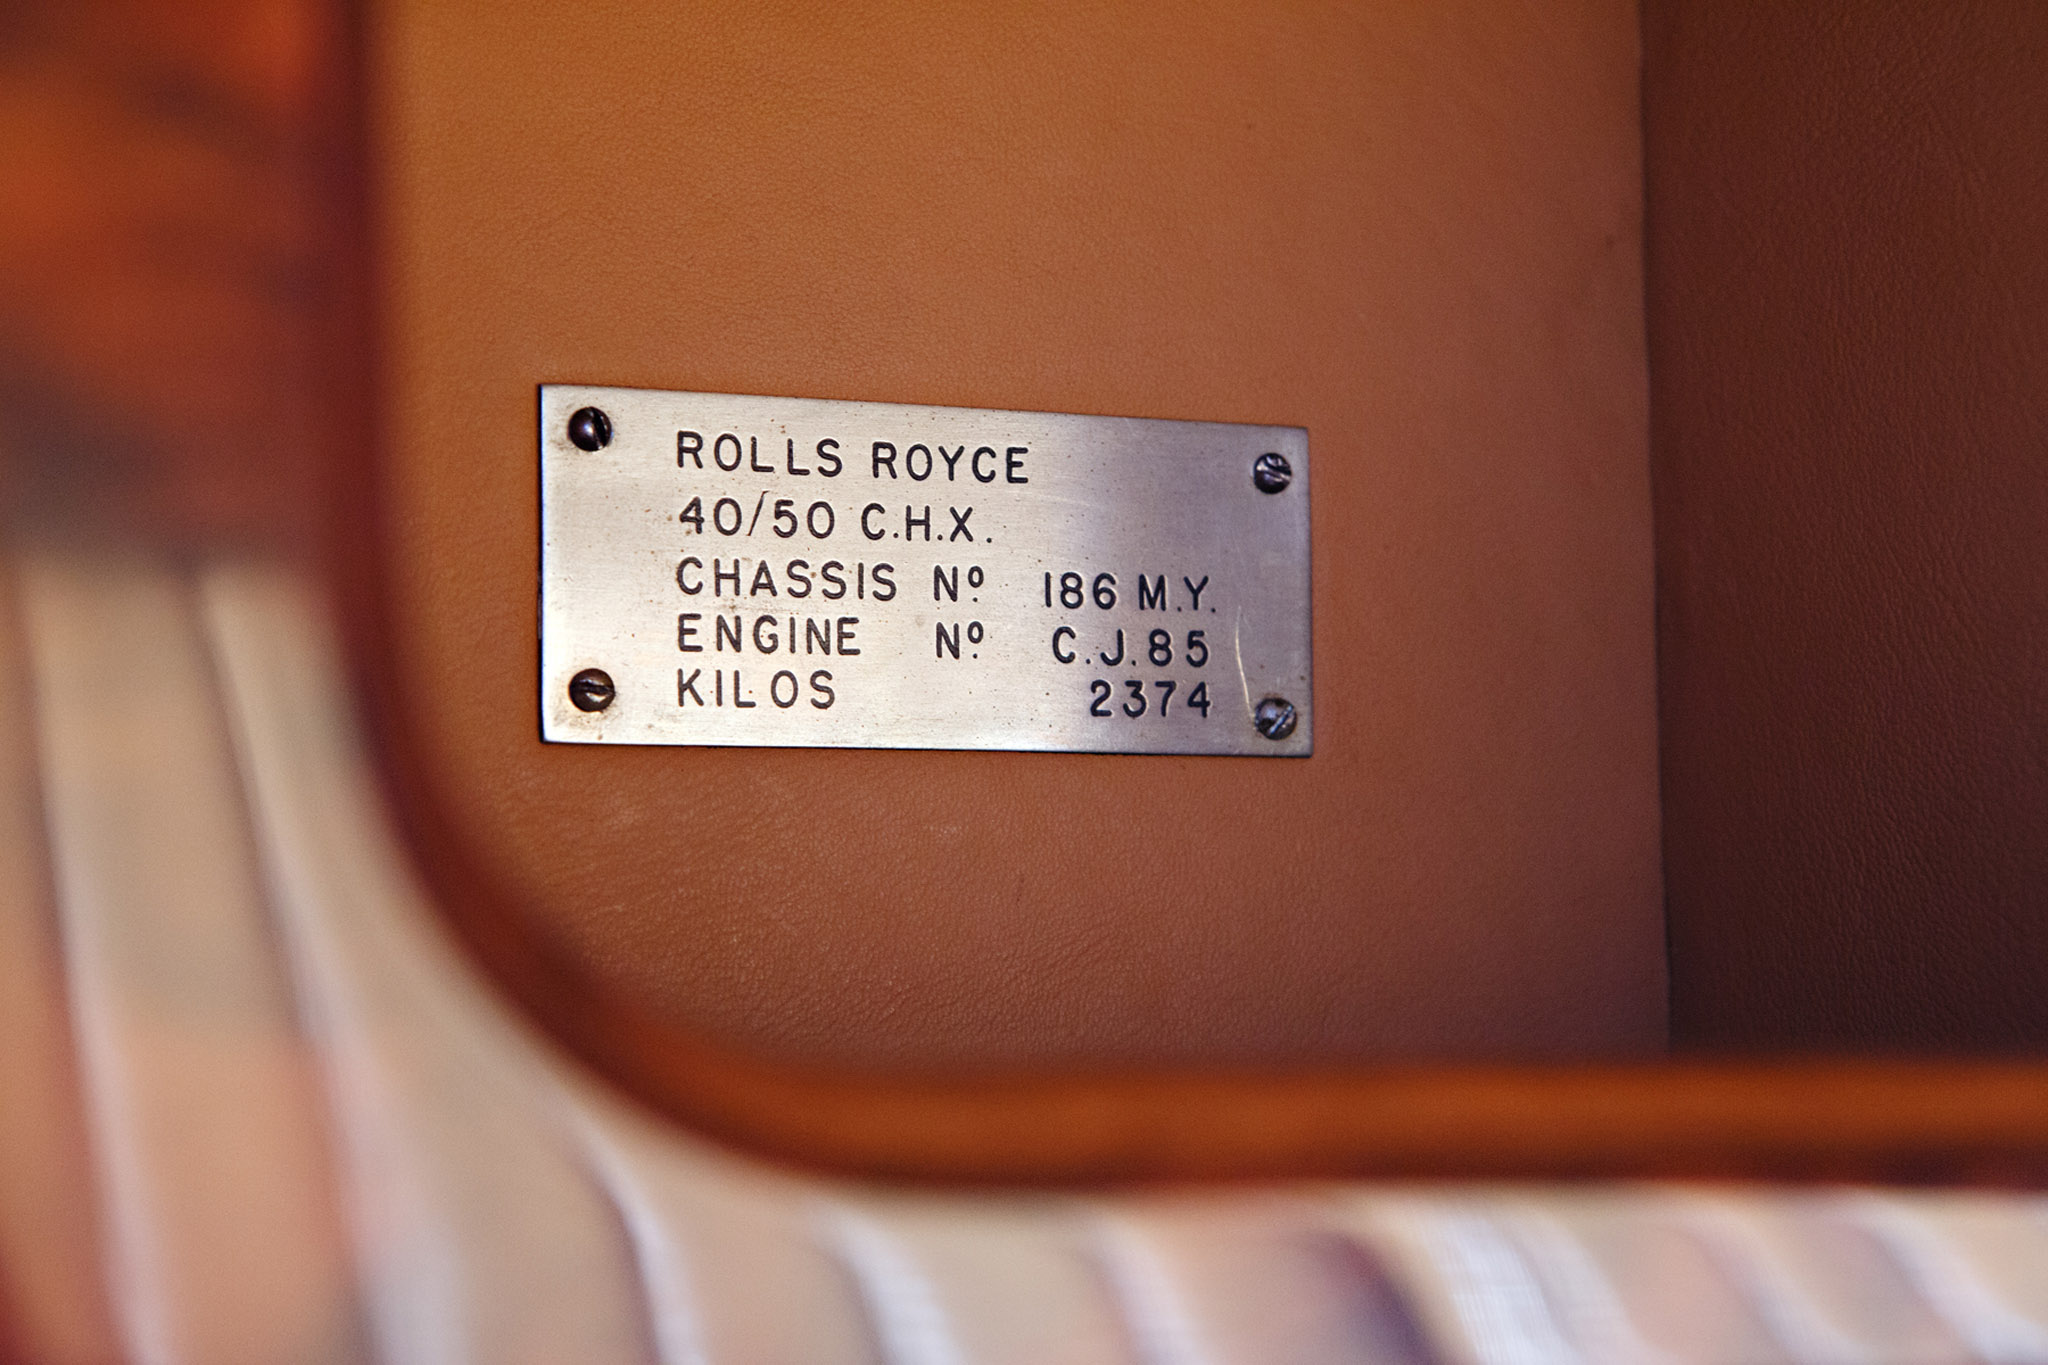 ROLLS ROYCE
40/50 C.H.X.
CHASSIS Nº 186 M.Y.
ENGINE Nº C.J.85
KILOS 2374